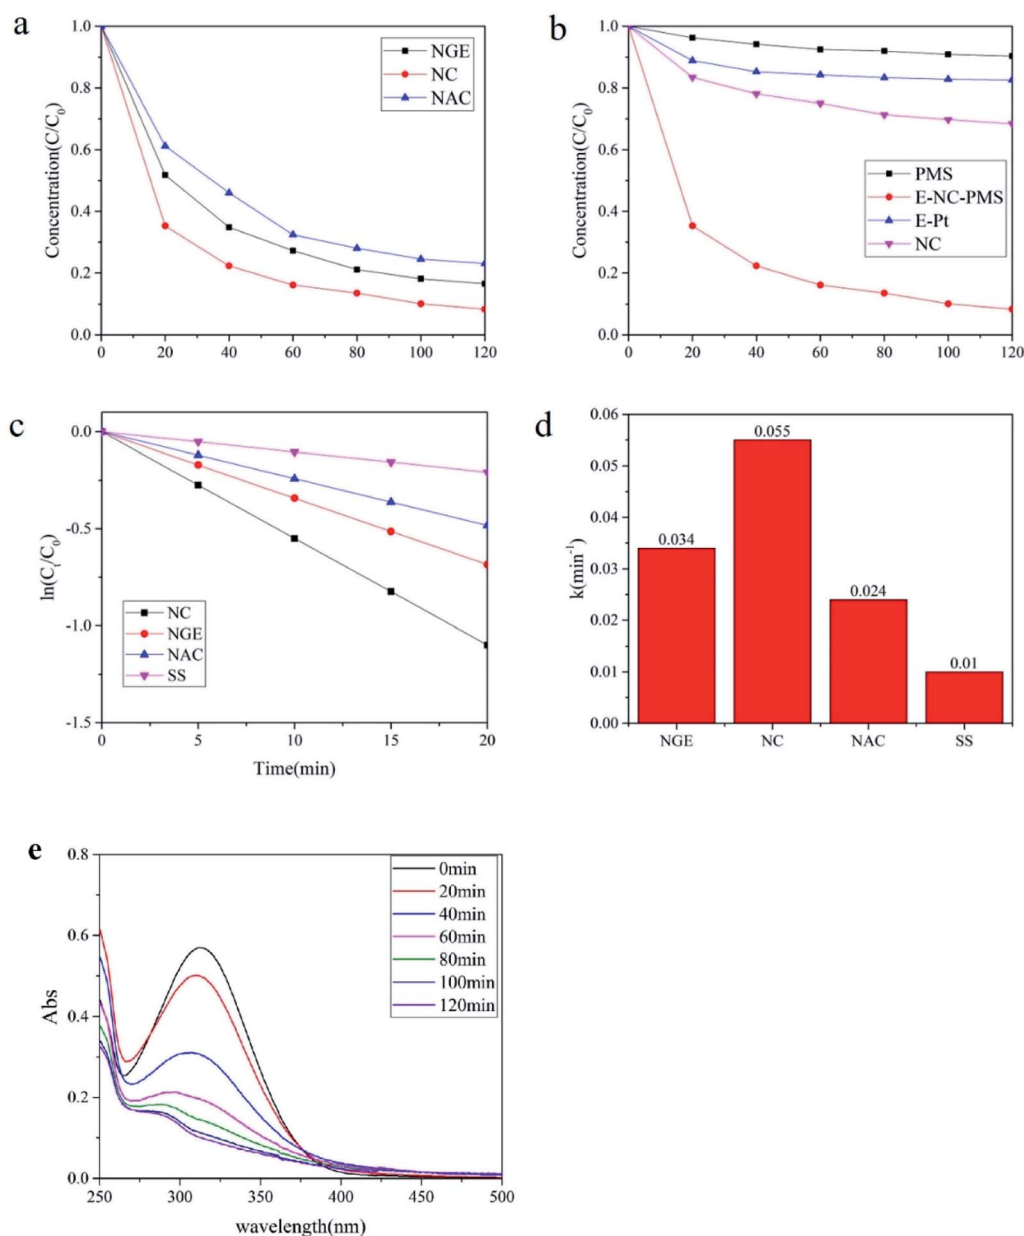 a
Concentration(C/C₀)
1.0
0.8
0.6
0.4
0.2
0.0
0 20 40 60 80 100 120
NGE
NC
NAC
b
Concentration(C/C₀)
1.0
0.8
0.6
0.4
0.2
0.0
0 20 40 60 80 100 120
PMS
E-NC-PMS
E-Pt
NC
c
ln(Cₜ/C₀)
0.0
-0.5
-1.0
-1.5
0 5 10 15 20
Time(min)
NC
NGE
NAC
SS
d
k(min⁻¹)
0.06
0.05
0.04
0.03
0.02
0.01
0.00
0.034
0.055
0.024
0.01
NGE NC NAC SS
e
Abs
0.8
0.6
0.4
0.2
0.0
250 300 350 400 450 500
wavelength(nm)
0min
20min
40min
60min
80min
100min
120min